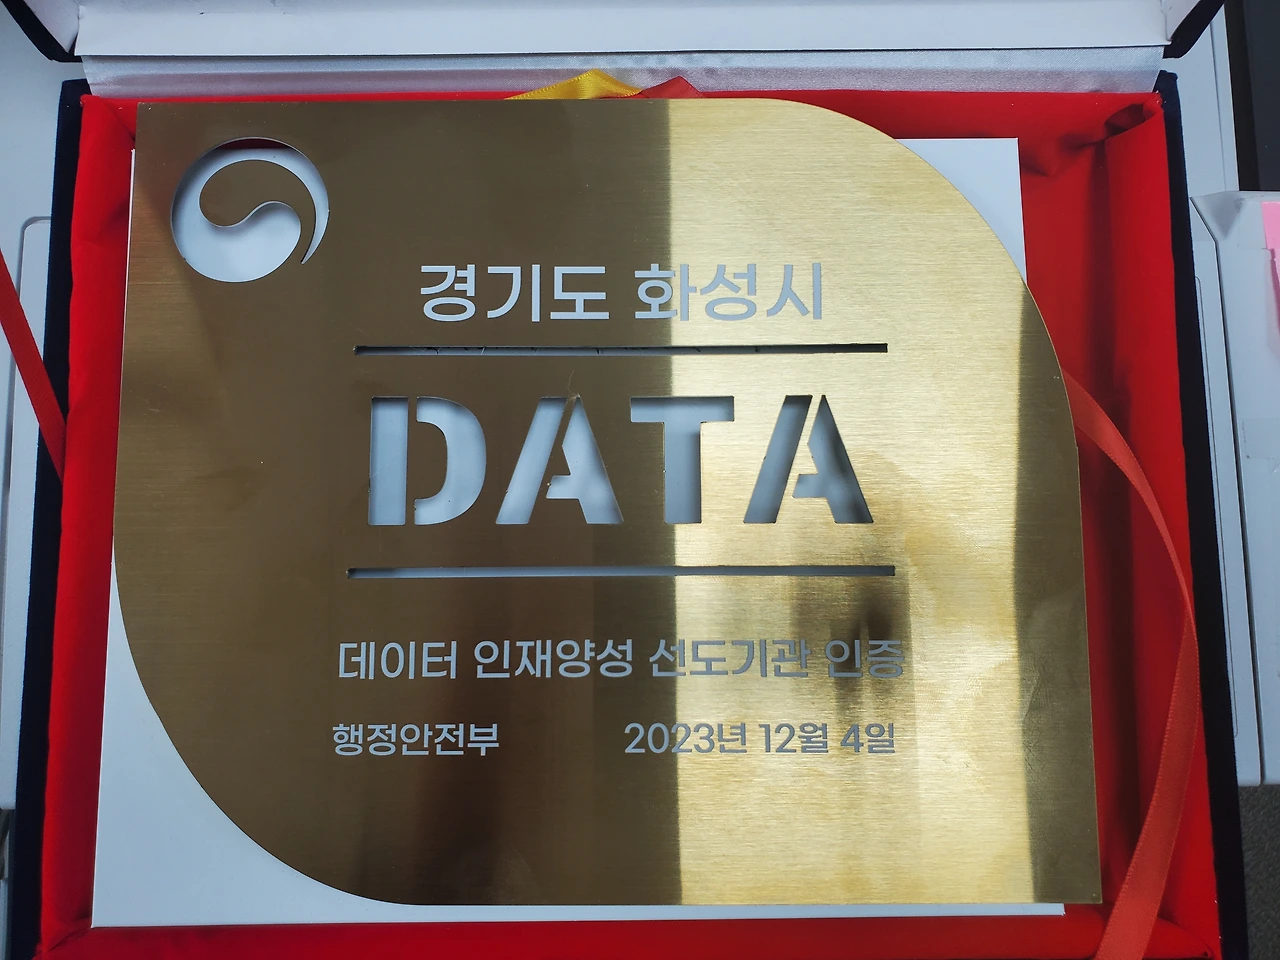 경기도 화성시
DATA
데이터 인재양성 선도기관 인증
행정안전부 2023년 12월 4일